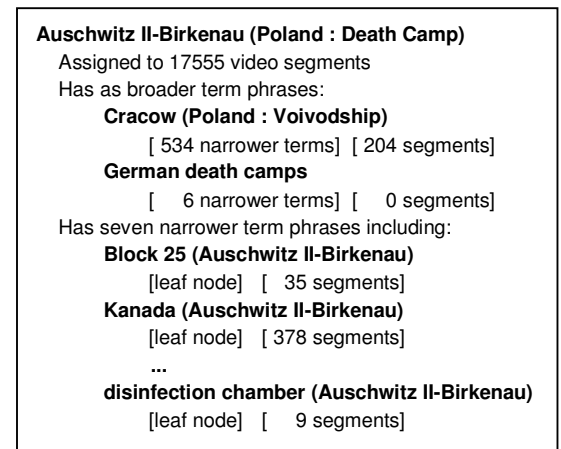 Auschwitz II-Birkenau (Poland : Death Camp)
Assigned to 17555 video segments
Has as broader term phrases:
Cracow (Poland : Voivodship)
[ 534 narrower terms] [ 204 segments]
German death camps
[ 6 narrower terms] [ 0 segments]
Has seven narrower term phrases including:
Block 25 (Auschwitz II-Birkenau)
[leaf node] [ 35 segments]
Kanada (Auschwitz II-Birkenau)
[leaf node] [ 378 segments]
...
disinfection chamber (Auschwitz II-Birkenau)
[leaf node] [ 9 segments]